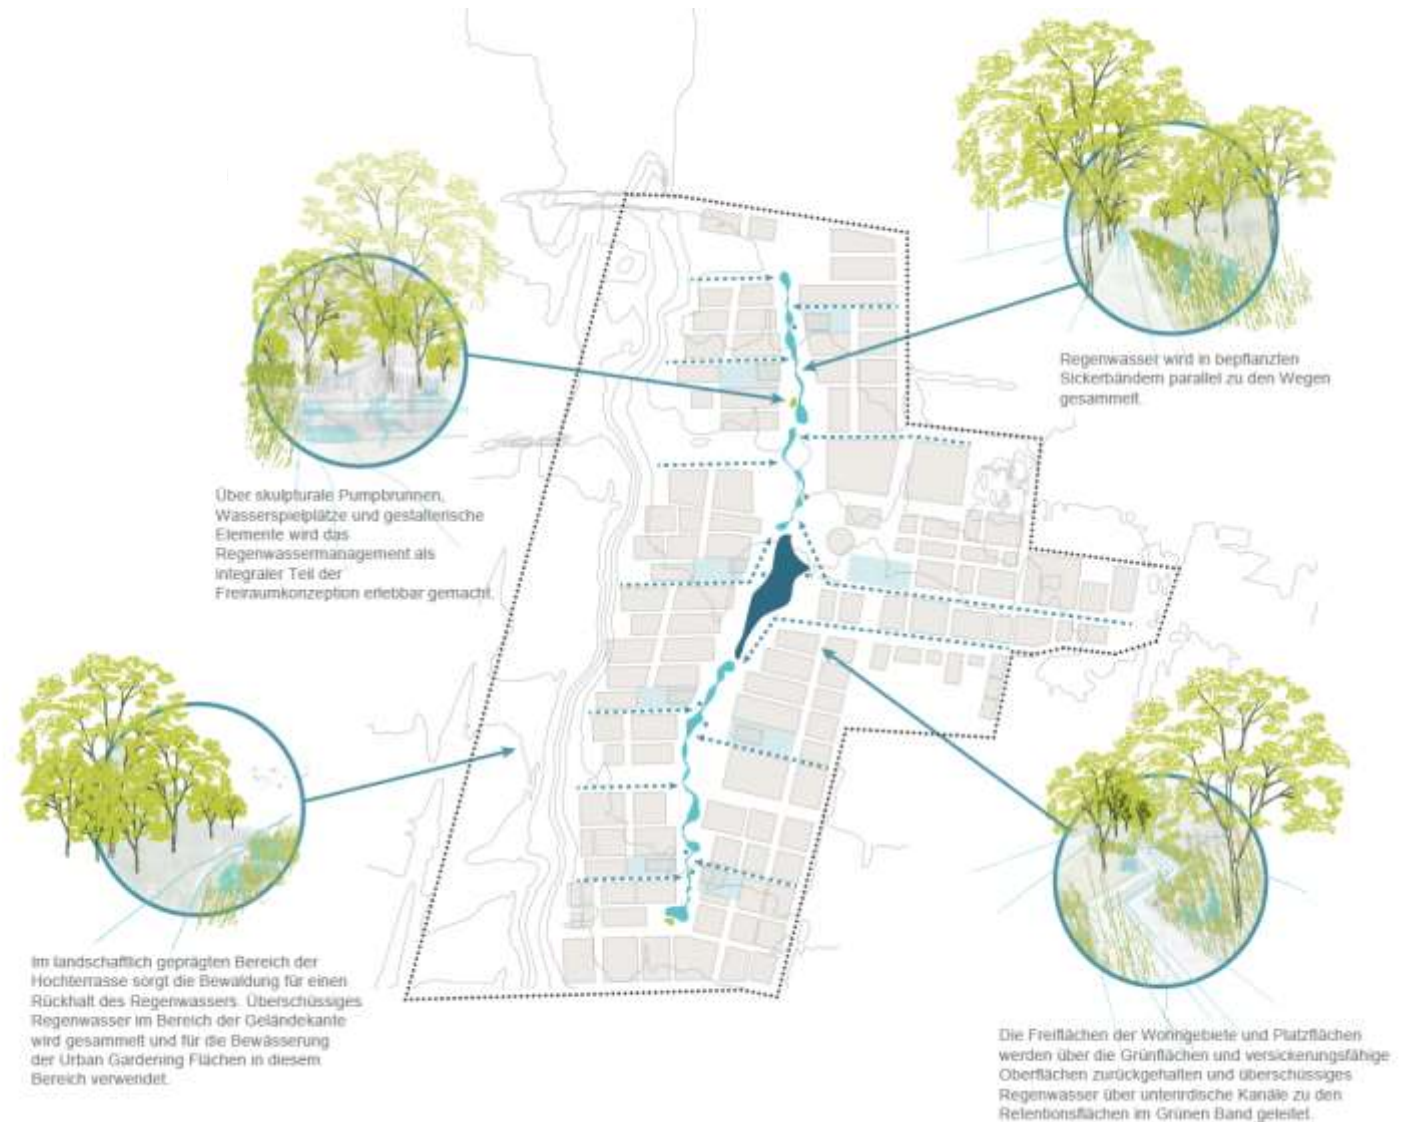 Regenwasser wird in bepflanzten
Sickerbändern parallel zu den Wegen
gesammelt.
Über skulpturale Pumpbrunnen,
Wasserspielplätze und gestalterische
Elemente wird das
Regenwassermanagement als
integraler Teil der
Freiraumkonzeption erlebbar gemacht.
Im landschaftlich geprägten Bereich der
Hochterrasse sorgt die Bewaldung für einen
Rückhalt des Regenwassers. Überschüssiges
Regenwasser im Bereich der Geländekante
wird gesammelt und für die Bewässerung
der Urban Gardening Flächen in diesem
Bereich verwendet.
Die Freiflächen der Wohngebiete und Platzflächen
werden über die Grünflächen und versickerungsfähige
Oberflächen zurückgehalten und überschüssiges
Regenwasser über unterirdische Kanäle zu den
Retentionsflächen im Grünen Band geleitet.